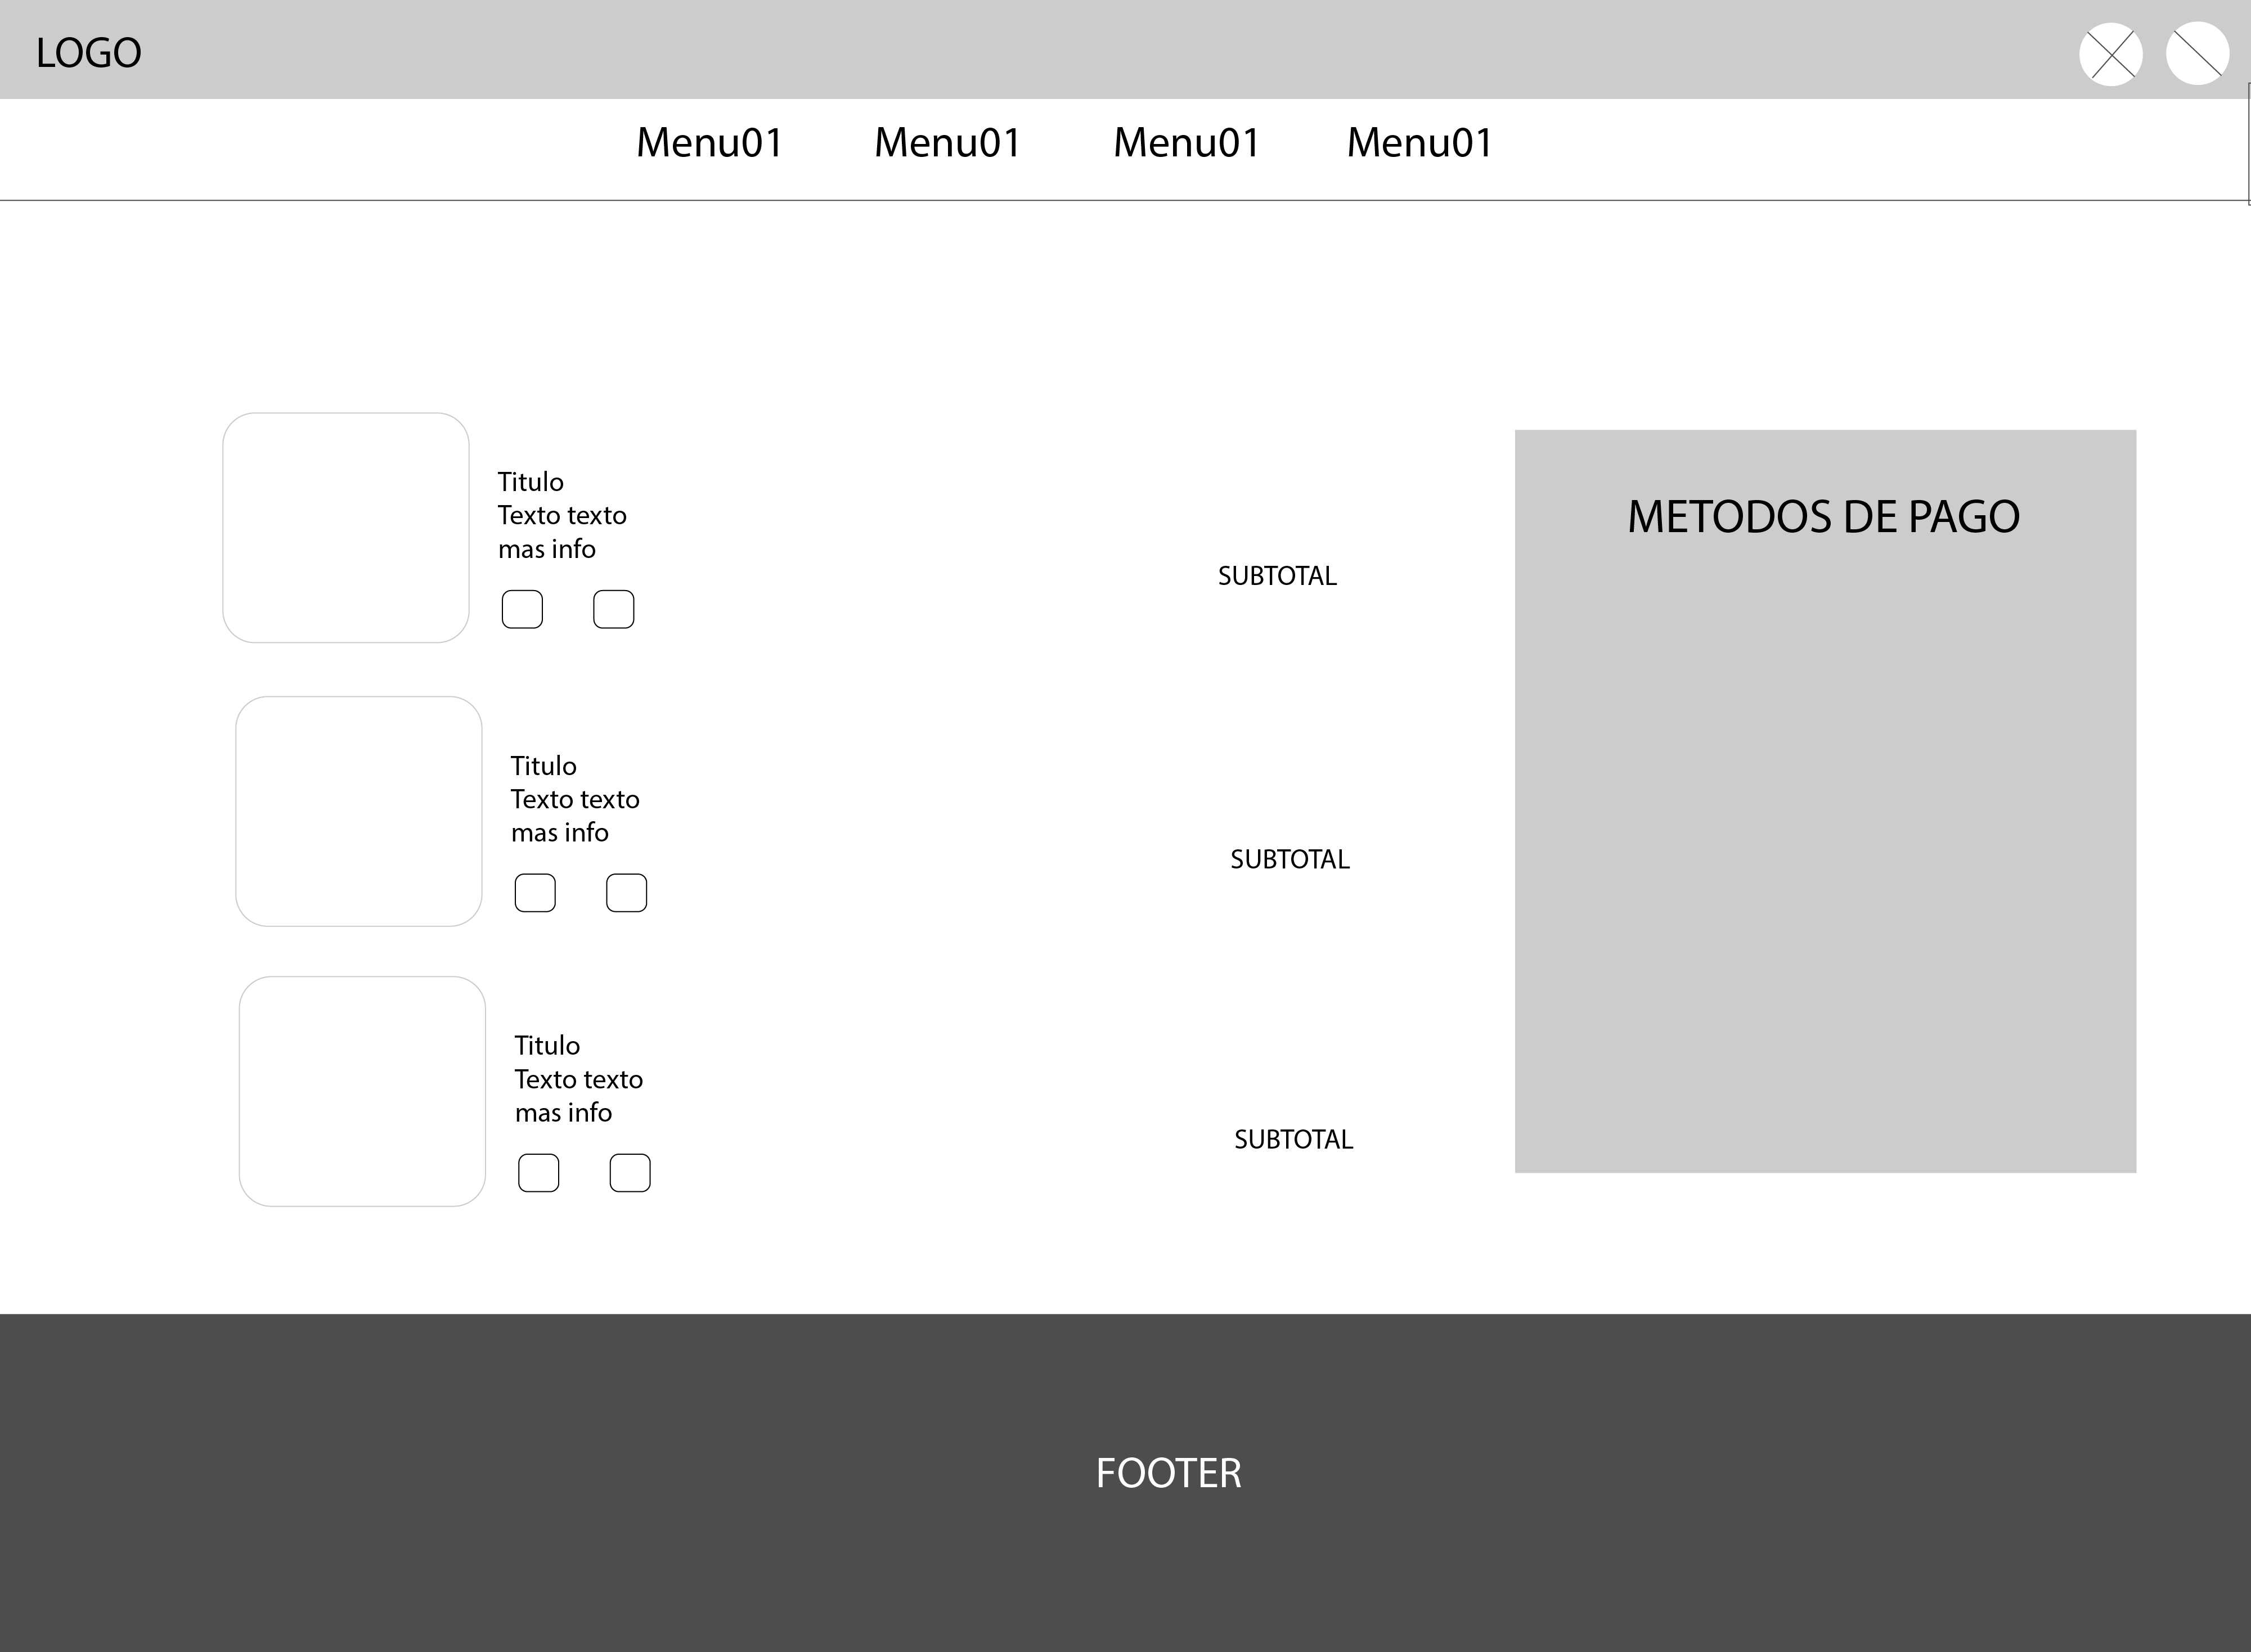 LOGO
Menu01 Menu01 Menu01 Menu01
Titulo
Texto texto
mas info
SUBTOTAL
Titulo
Texto texto
mas info
SUBTOTAL
Titulo
Texto texto
mas info
SUBTOTAL
METODOS DE PAGO
FOOTER